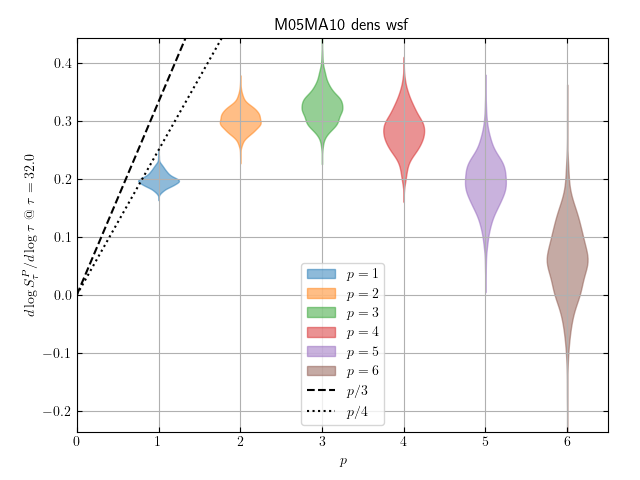 M05MA10 dens wsf
d log S_τ^P / d log τ @ τ = 32.0
0.4
0.3
0.2
0.1
0.0
−0.1
−0.2
p = 1
p = 2
p = 3
p = 4
p = 5
p = 6
p/3
p/4
0 1 2 3 4 5 6
p